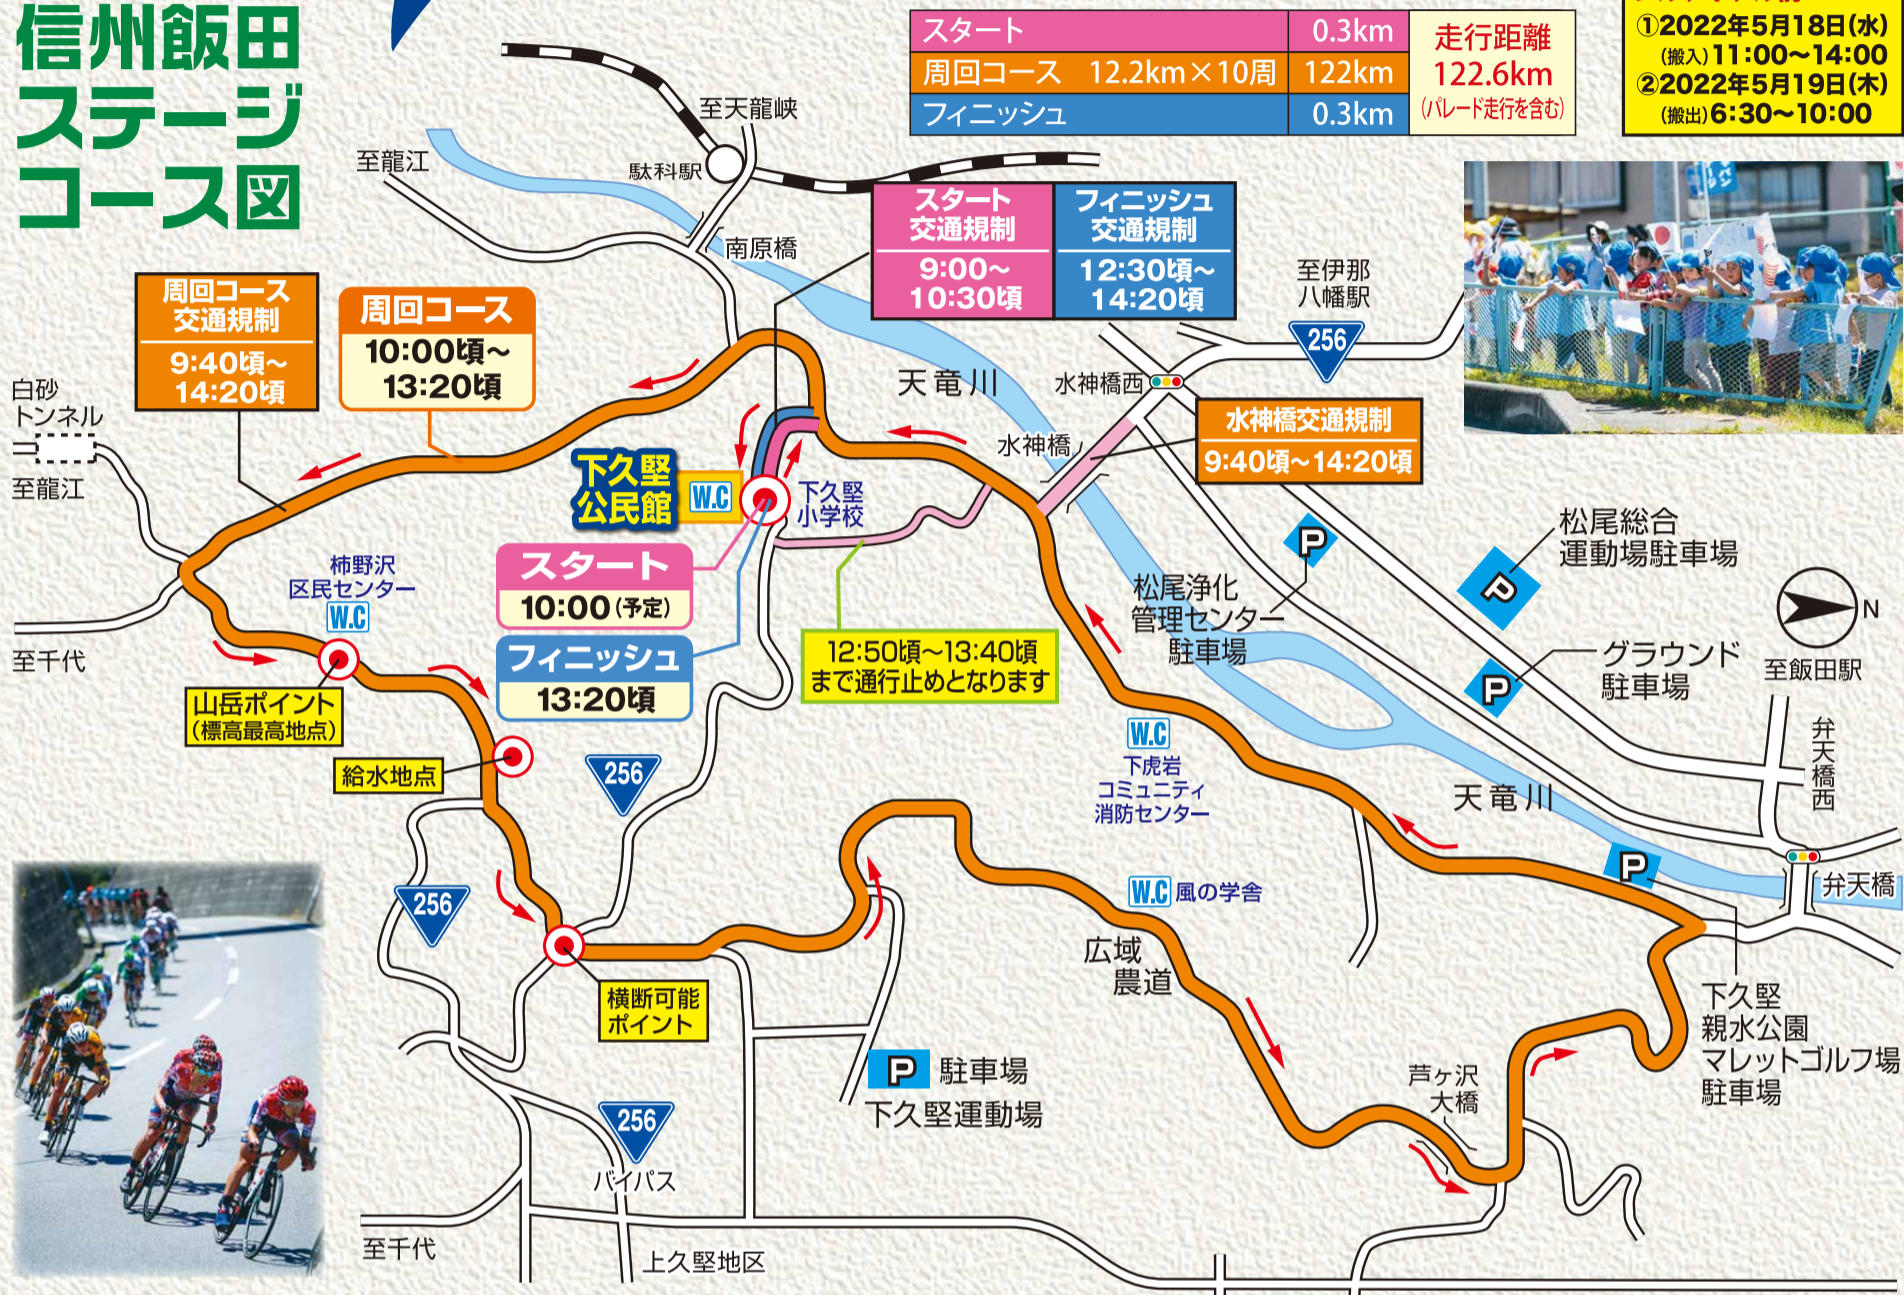 信州飯田
ステージ
コース図
スタート 0.3km
周回コース 12.2km×10周 122km
フィニッシュ 0.3km
走行距離
122.6km
(パレード走行を含む)
①2022年5月18日(水)
(搬入)11:00〜14:00
②2022年5月19日(木)
(搬出)6:30〜10:00
至天龍峡
至龍江
駄科駅
南原橋
スタート
交通規制
9:00〜
10:30頃
フィニッシュ
交通規制
12:30頃〜
14:20頃
至伊那
八幡駅
256
周回コース
交通規制
9:40頃〜
14:20頃
周回コース
10:00頃〜
13:20頃
白砂
トンネル
至龍江
天竜川
水神橋西
水神橋
水神橋交通規制
9:40頃〜14:20頃
下久堅
公民館
W.C
下久堅
小学校
スタート
10:00(予定)
フィニッシュ
13:20頃
柿野沢
区民センター
W.C
至千代
山岳ポイント
(標高最高地点)
給水地点
12:50頃〜13:40頃
まで通行止めとなります
P
松尾浄化
管理センター
駐車場
松尾総合
運動場駐車場
P
P
グラウンド
駐車場
N
至飯田駅
弁天橋西
256
W.C
下虎岩
コミュニティ
消防センター
天竜川
P
弁天橋
256
W.C 風の学舎
広域
農道
横断可能
ポイント
P 駐車場
下久堅運動場
芦ヶ沢
大橋
下久堅
親水公園
マレットゴルフ場
駐車場
256
バイパス
至千代
上久堅地区